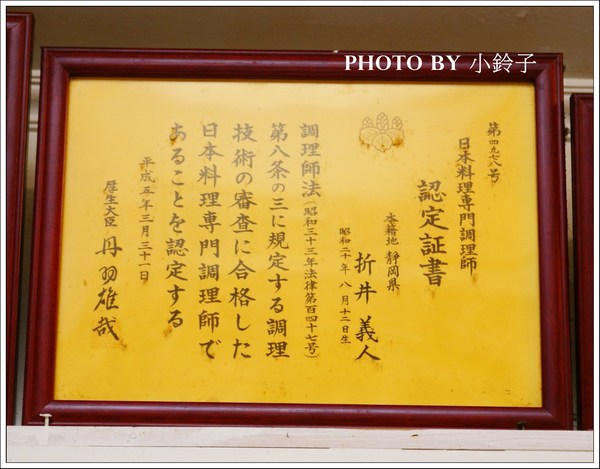 PHOTO BY 小鈴子
第四九七八号
日本料理専門調理師
認定証書
本籍地 静岡県
折井義人
昭和二十年八月十二日生
調理師法(昭和三十三年法律第百四十七号)
第八条の三に規定する調理
技術の審査に合格した
日本料理専門調理師で
あることを認定する
平成五年三月三十一日
厚生大臣 丹羽雄哉